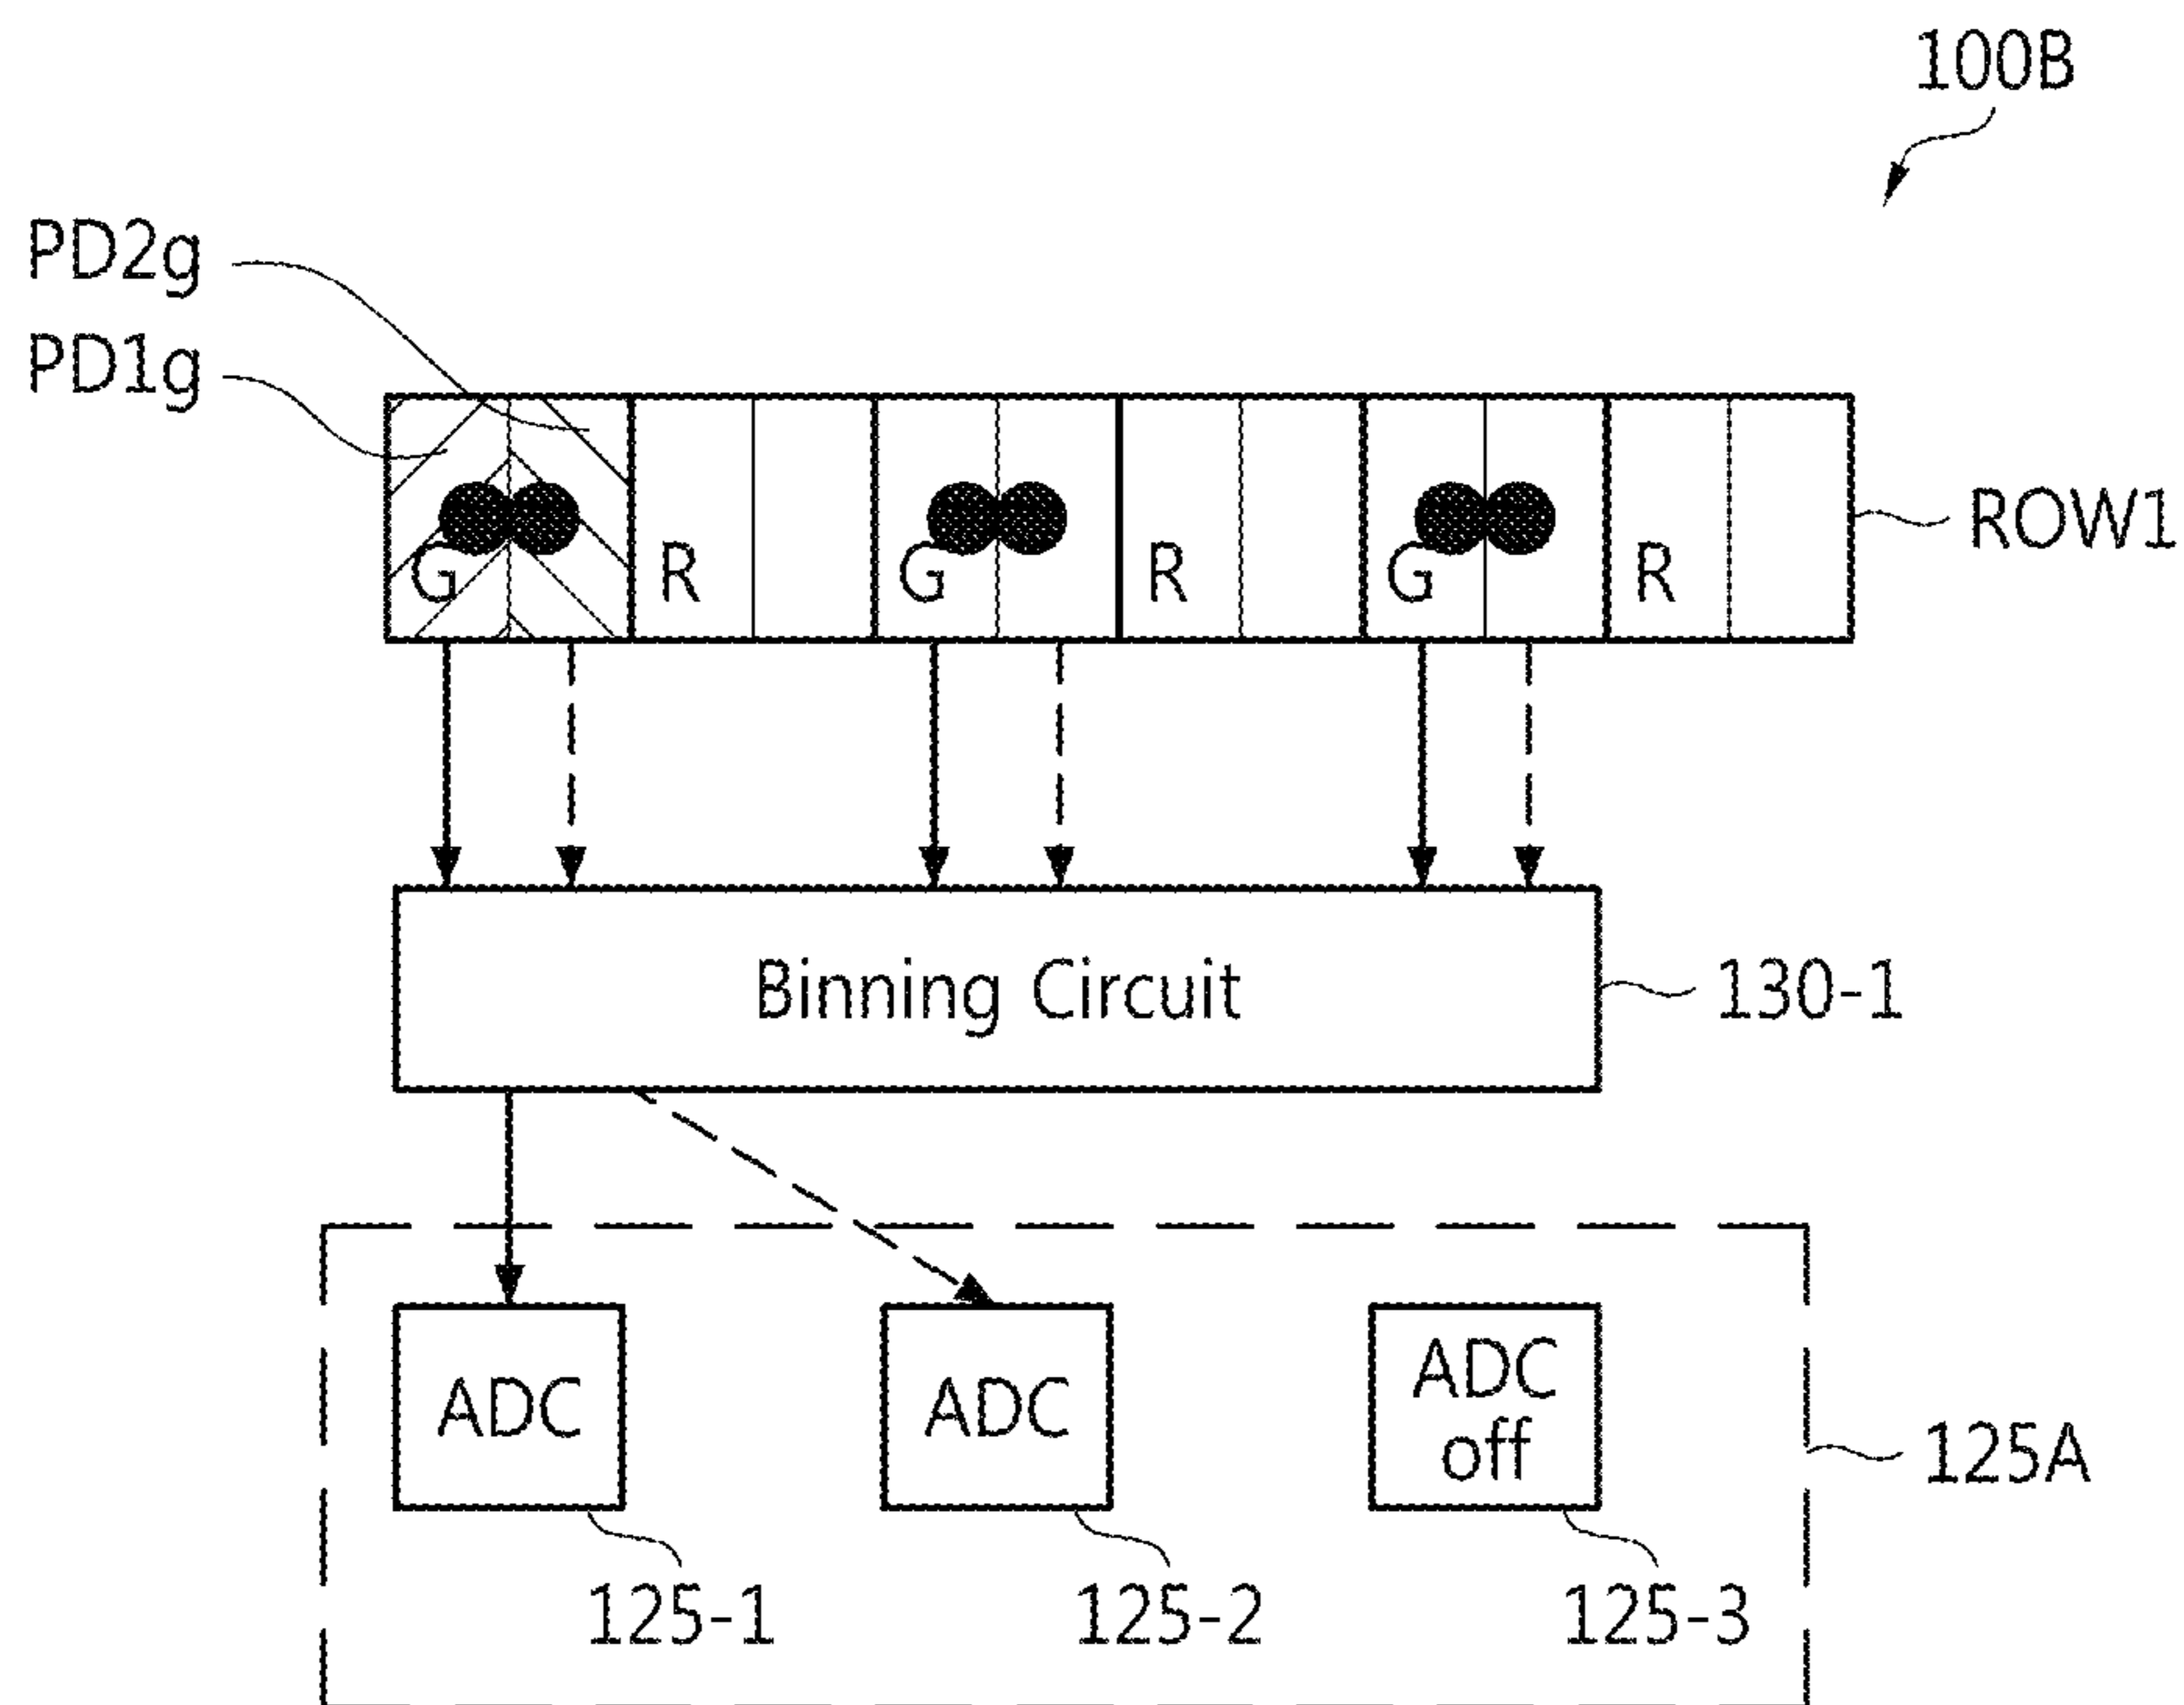 100B
PD2g
PD1g
G R G R G R
ROW1
Binning Circuit
130-1
ADC
ADC
ADC
off
125A
125-1
125-2
125-3